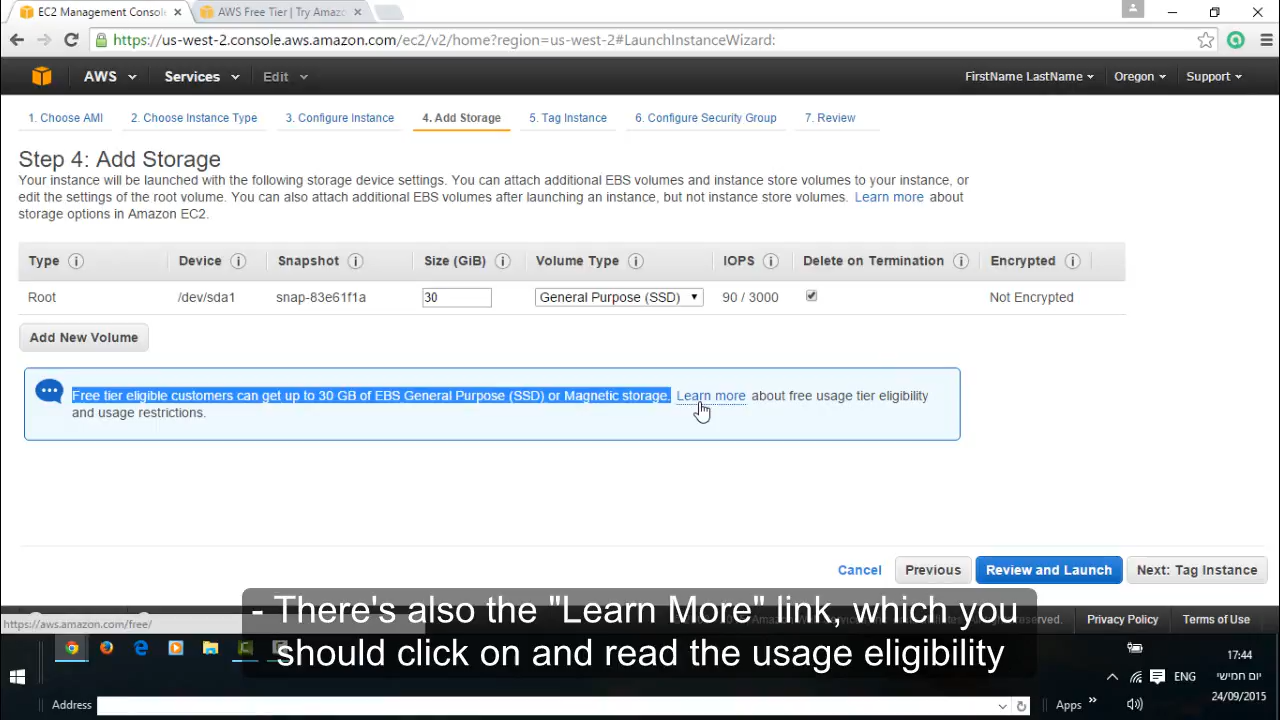 EC2 Management Consol
AWS Free Tier | Try Amazo
https://us-west-2.console.aws.amazon.com/ec2/v2/home?region=us-west-2#LaunchInstanceWizard:
AWS Services Edit FirstName LastName Oregon Support
1. Choose AMI 2. Choose Instance Type 3. Configure Instance 4. Add Storage 5. Tag Instance 6. Configure Security Group 7. Review
Step 4: Add Storage
Your instance will be launched with the following storage device settings. You can attach additional EBS volumes and instance store volumes to your instance, or
edit the settings of the root volume. You can also attach additional EBS volumes after launching an instance, but not instance store volumes. Learn more about
storage options in Amazon EC2.
Type Device Snapshot Size (GiB) Volume Type IOPS Delete on Termination Encrypted
Root /dev/sda1 snap-83e61f1a 30 General Purpose (SSD) 90 / 3000 Not Encrypted
Add New Volume
Free tier eligible customers can get up to 30 GB of EBS General Purpose (SSD) or Magnetic storage. Learn more about free usage tier eligibility
and usage restrictions.
Cancel Previous Review and Launch Next: Tag Instance
- There's also the "Learn More" link, which you
should click on and read the usage eligibility
https://aws.amazon.com/free/
reserved. Privacy Policy Terms of Use
ENG
17:44
יום חמישי
24/09/2015
Address Apps